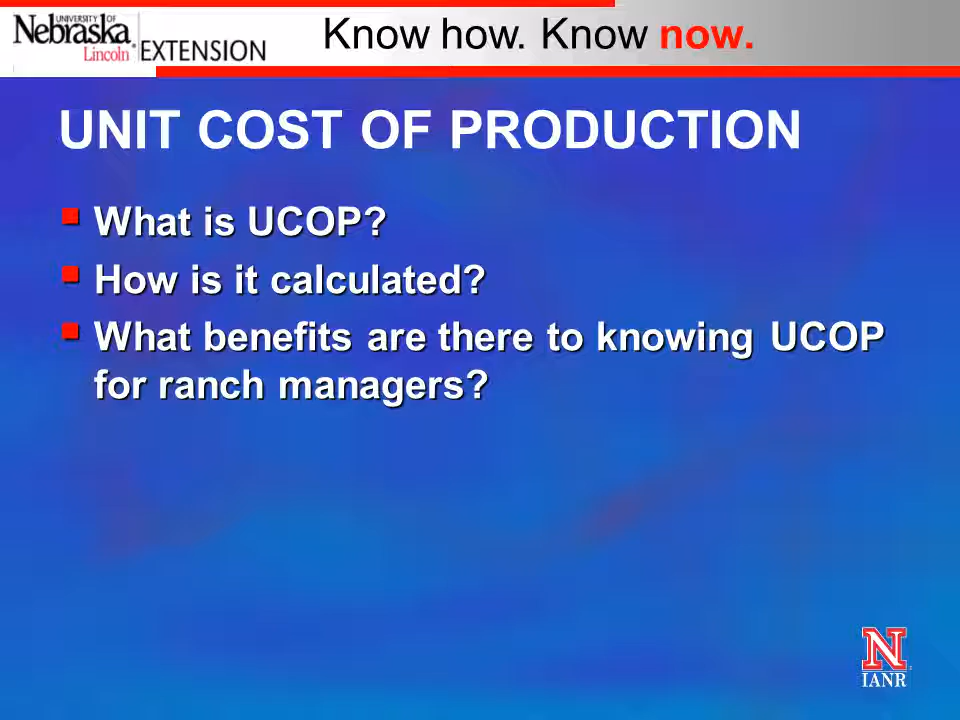 UNIVERSITY OF
Nebraska
Lincoln
EXTENSION
Know how. Know now.
UNIT COST OF PRODUCTION
What is UCOP?
How is it calculated?
What benefits are there to knowing UCOP
for ranch managers?
N
IANR